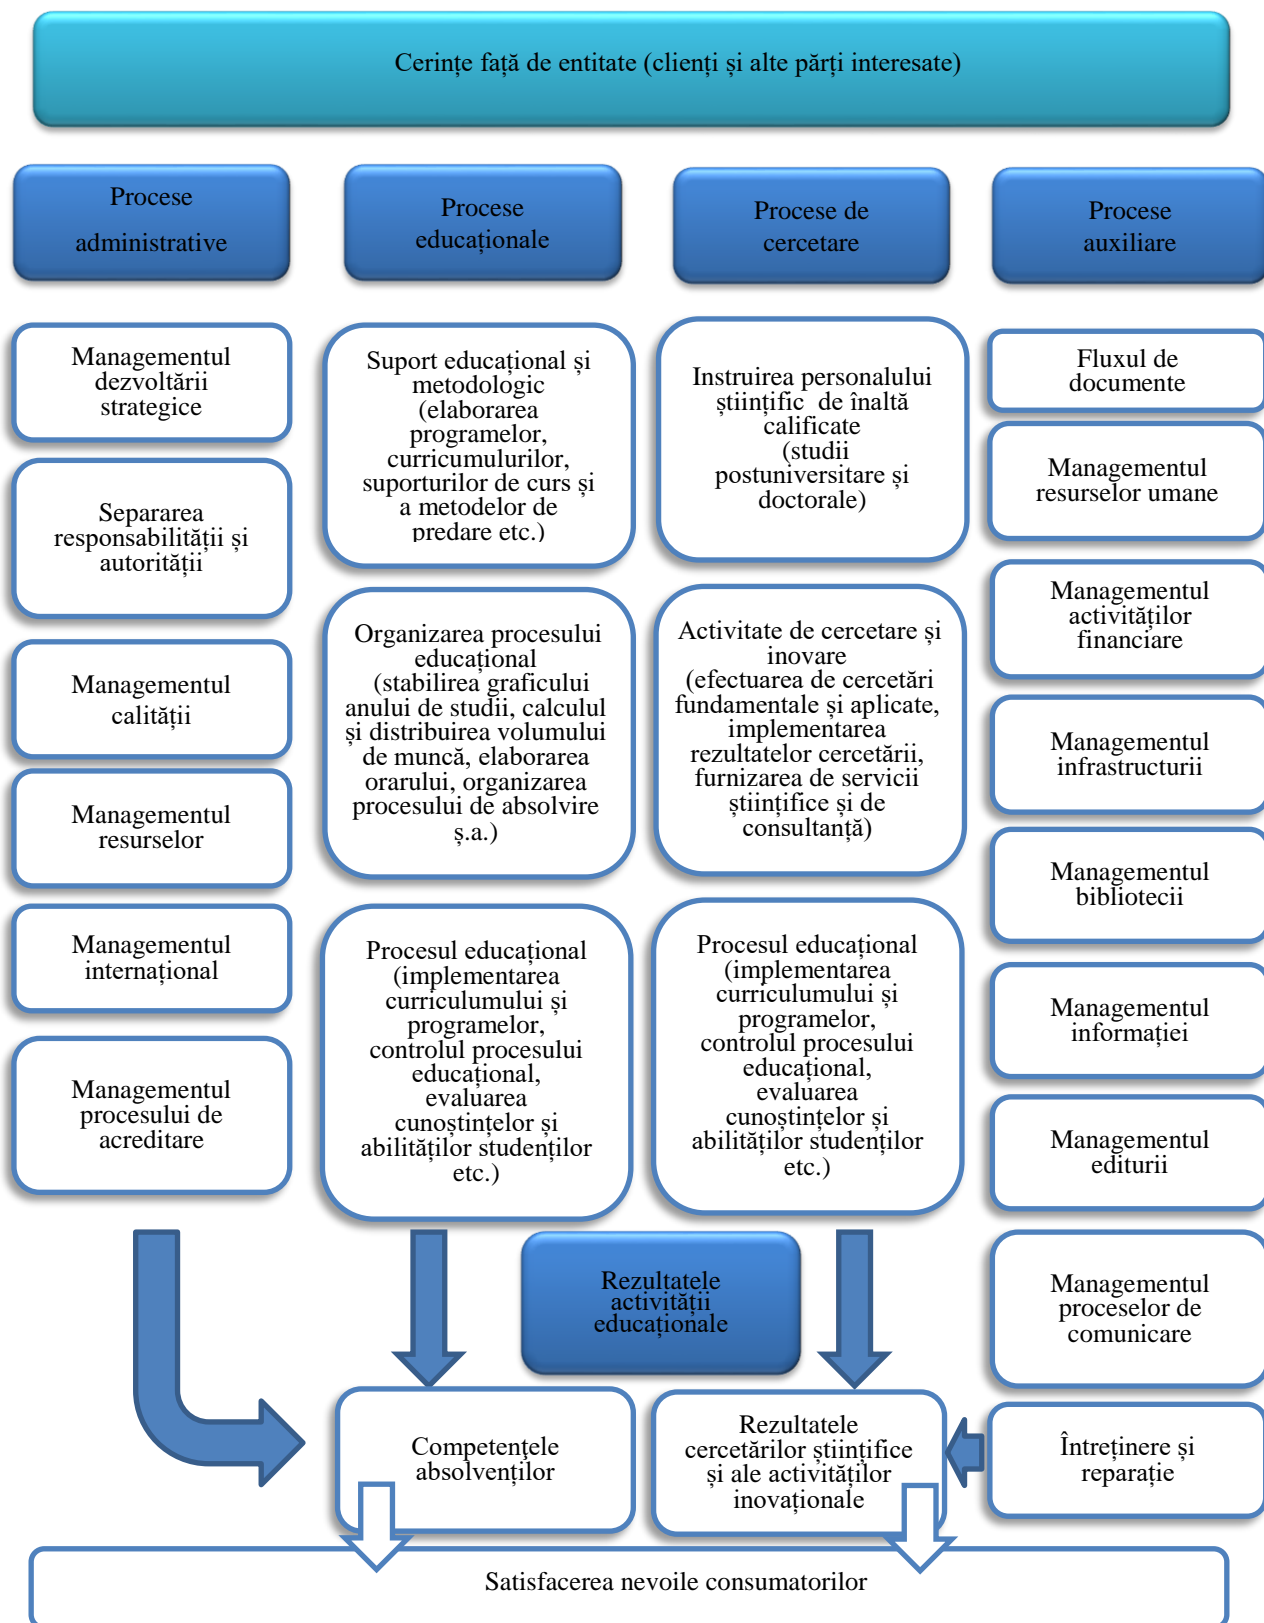 Cerințe față de entitate (clienți și alte părți interesate)
Procese
administrative
Procese
educaționale
Procese de
cercetare
Procese
auxiliare
Managementul
dezvoltării
strategice
Separarea
responsabilității și
autorității
Managementul
calității
Managementul
resurselor
Managementul
internațional
Managementul
procesului de
acreditare
Suport educațional și
metodologic
(elaborarea
programelor,
curricumulurilor,
suporturilor de curs și
a metodelor de
predare etc.)
Organizarea procesului
educațional
(stabilirea graficului
anului de studii, calculul
și distribuirea volumului
de muncă, elaborarea
orarului, organizarea
procesului de absolvire
ș.a.)
Procesul educațional
(implementarea
curriculumului și
programelor,
controlul procesului
educațional,
evaluarea
cunoștințelor și
abilităților studenților
etc.)
Instruirea personalului
științific de înaltă
calificate
(studii
postuniversitare și
doctorale)
Activitate de cercetare și
inovare
(efectuarea de cercetări
fundamentale și aplicate,
implementarea
rezultatelor cercetării,
furnizarea de servicii
științifice și de
consultanță)
Procesul educațional
(implementarea
curriculumului și
programelor,
controlul procesului
educațional,
evaluarea
cunoștințelor și
abilităților studenților
etc.)
Fluxul de
documente
Managementul
resurselor umane
Managementul
activităților
financiare
Managementul
infrastructurii
Managementul
bibliotecii
Managementul
informației
Managementul
editurii
Managementul
proceselor de
comunicare
Întreținere și
reparație
Rezultatele
activității
educaționale
Competenţele
absolvenților
Rezultatele
cercetărilor științifice
și ale activităților
inovaționale
Satisfacerea nevoile consumatorilor